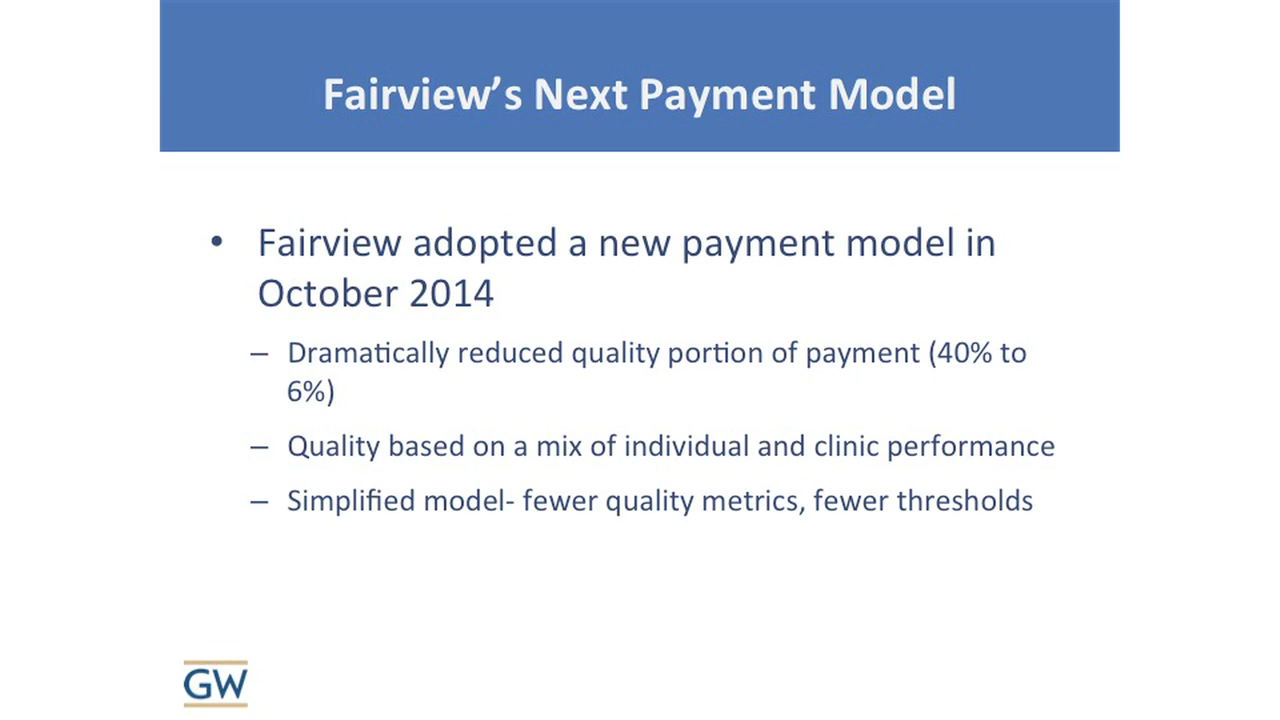 Fairview’s Next Payment Model
• Fairview adopted a new payment model in
October 2014
– Dramatically reduced quality portion of payment (40% to
6%)
– Quality based on a mix of individual and clinic performance
– Simplified model- fewer quality metrics, fewer thresholds
GW